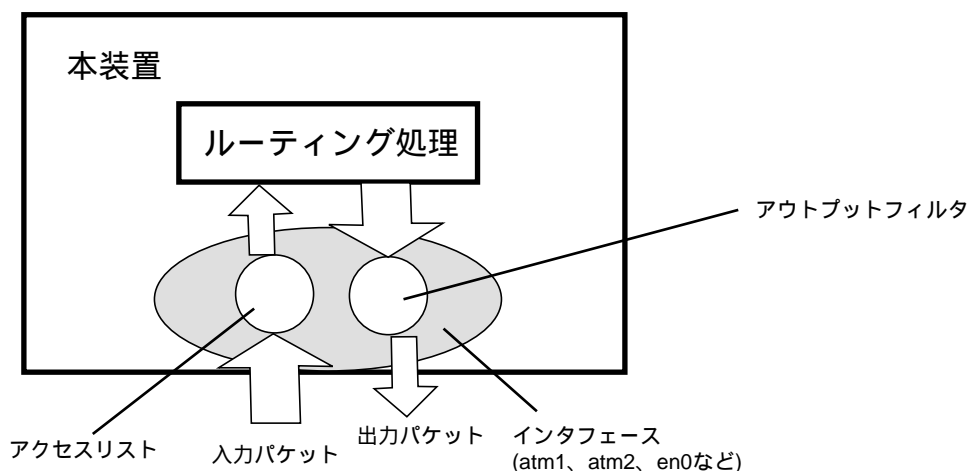 本装置
ルーティング処理
アウトプットフィルタ
アクセスリスト
入力パケット
出力パケット
インタフェース
(atm1、atm2、en0など)